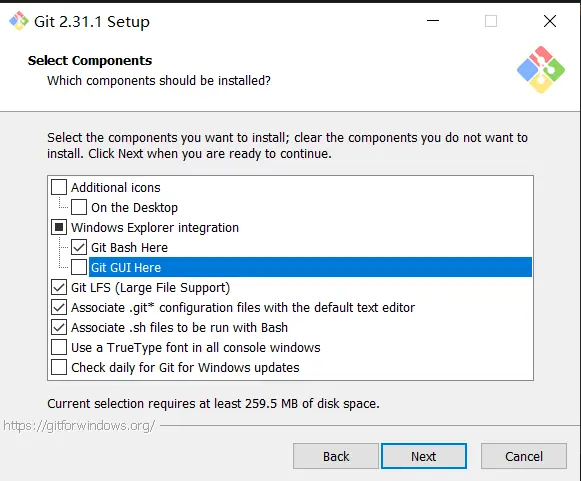 Git 2.31.1 Setup
Select Components
Which components should be installed?
Select the components you want to install; clear the components you do not want to
install. Click Next when you are ready to continue.
Additional icons
On the Desktop
Windows Explorer integration
Git Bash Here
Git GUI Here
Git LFS (Large File Support)
Associate .git* configuration files with the default text editor
Associate .sh files to be run with Bash
Use a TrueType font in all console windows
Check daily for Git for Windows updates
Current selection requires at least 259.5 MB of disk space.
https://gitforwindows.org/
Back Next Cancel